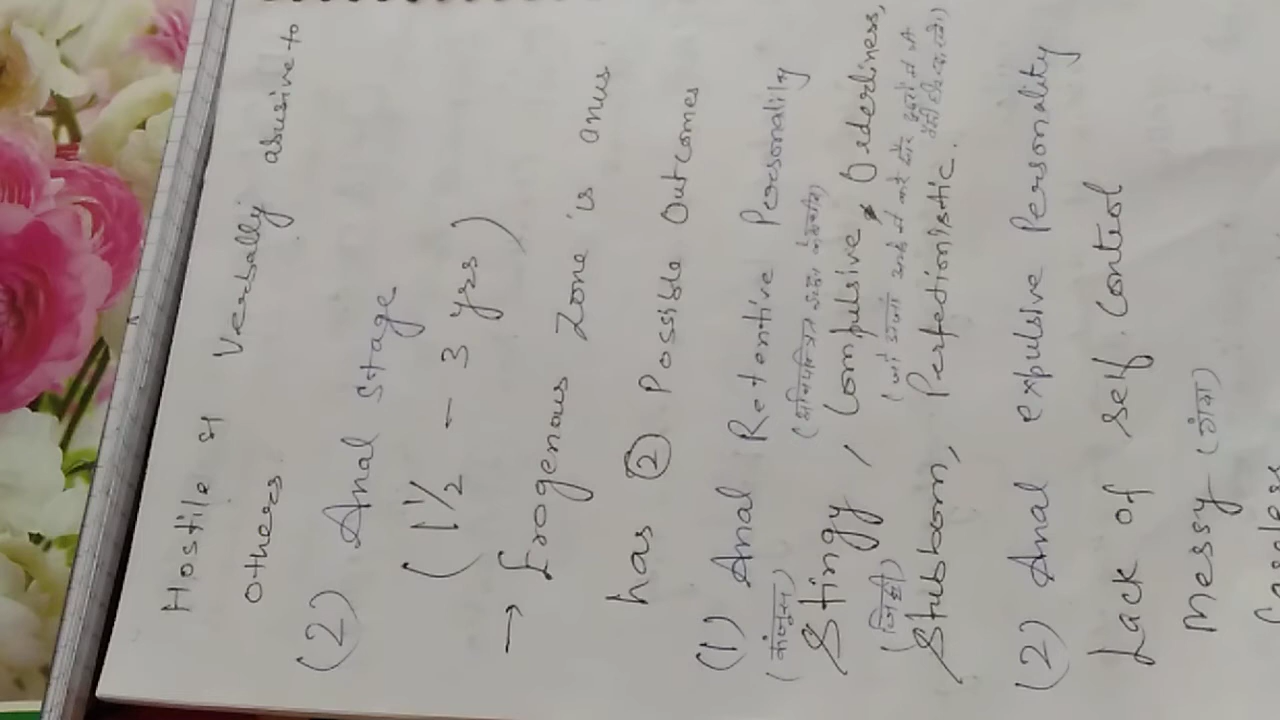 Hostile & Verbally abusive to
others
(2) Anal stage
(1½ - 3 yrs)
→ Erogenous Zone is anus.
has ② Possible Outcomes
(1) Anal Retentive Personality
(कंजूस)
Stingy, Compulsive Orderliness,
(जिद्दी)
Stubborn, Perfectionistic.
(2) Anal expulsive Personality
Lack of self control
Messy (गंदा)
Careless